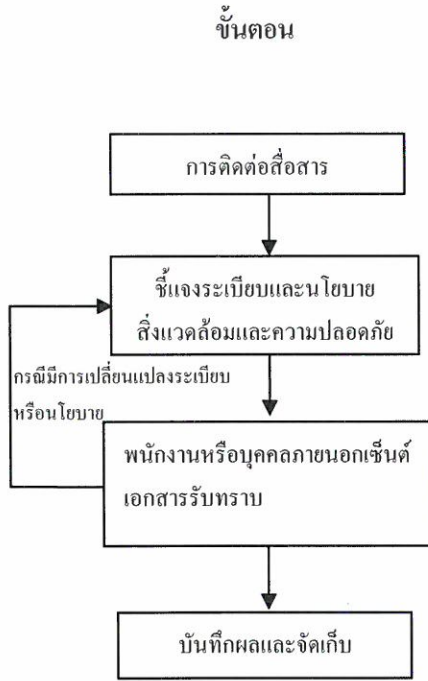 ขั้นตอน
การติดต่อสื่อสาร
ชี้แจงระเบียบและนโยบาย
สิ่งแวดล้อมและความปลอดภัย
กรณีมีการเปลี่ยนแปลงระเบียบ
หรือนโยบาย
พนักงานหรือบุคคลภายนอกเซ็นต์
เอกสารรับทราบ
บันทึกผลและจัดเก็บ